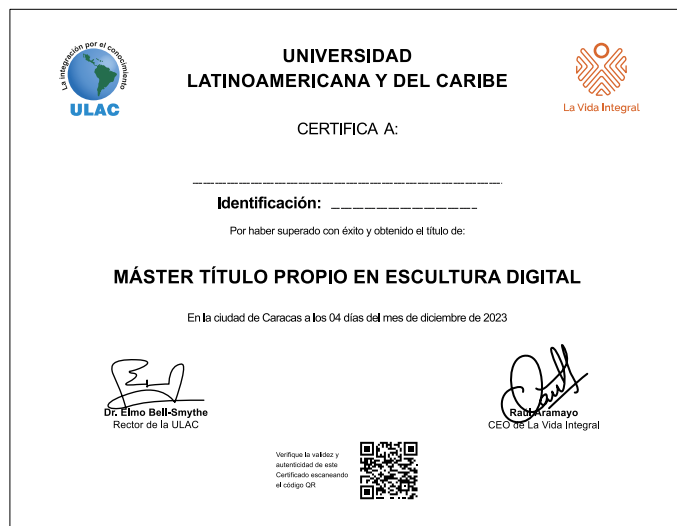 La integración por el conocimiento
ULAC
UNIVERSIDAD
LATINOAMERICANA Y DEL CARIBE
La Vida Integral
CERTIFICA A:
Identificación:
Por haber superado con éxito y obtenido el título de:
MÁSTER TÍTULO PROPIO EN ESCULTURA DIGITAL
En la ciudad de Caracas a los 04 días del mes de diciembre de 2023
Dr. Elmo Bell-Smythe
Rector de la ULAC
Raúl Aramayo
CEO de La Vida Integral
Verifique la validez y
autenticidad de este
Certificado escaneando
el código QR